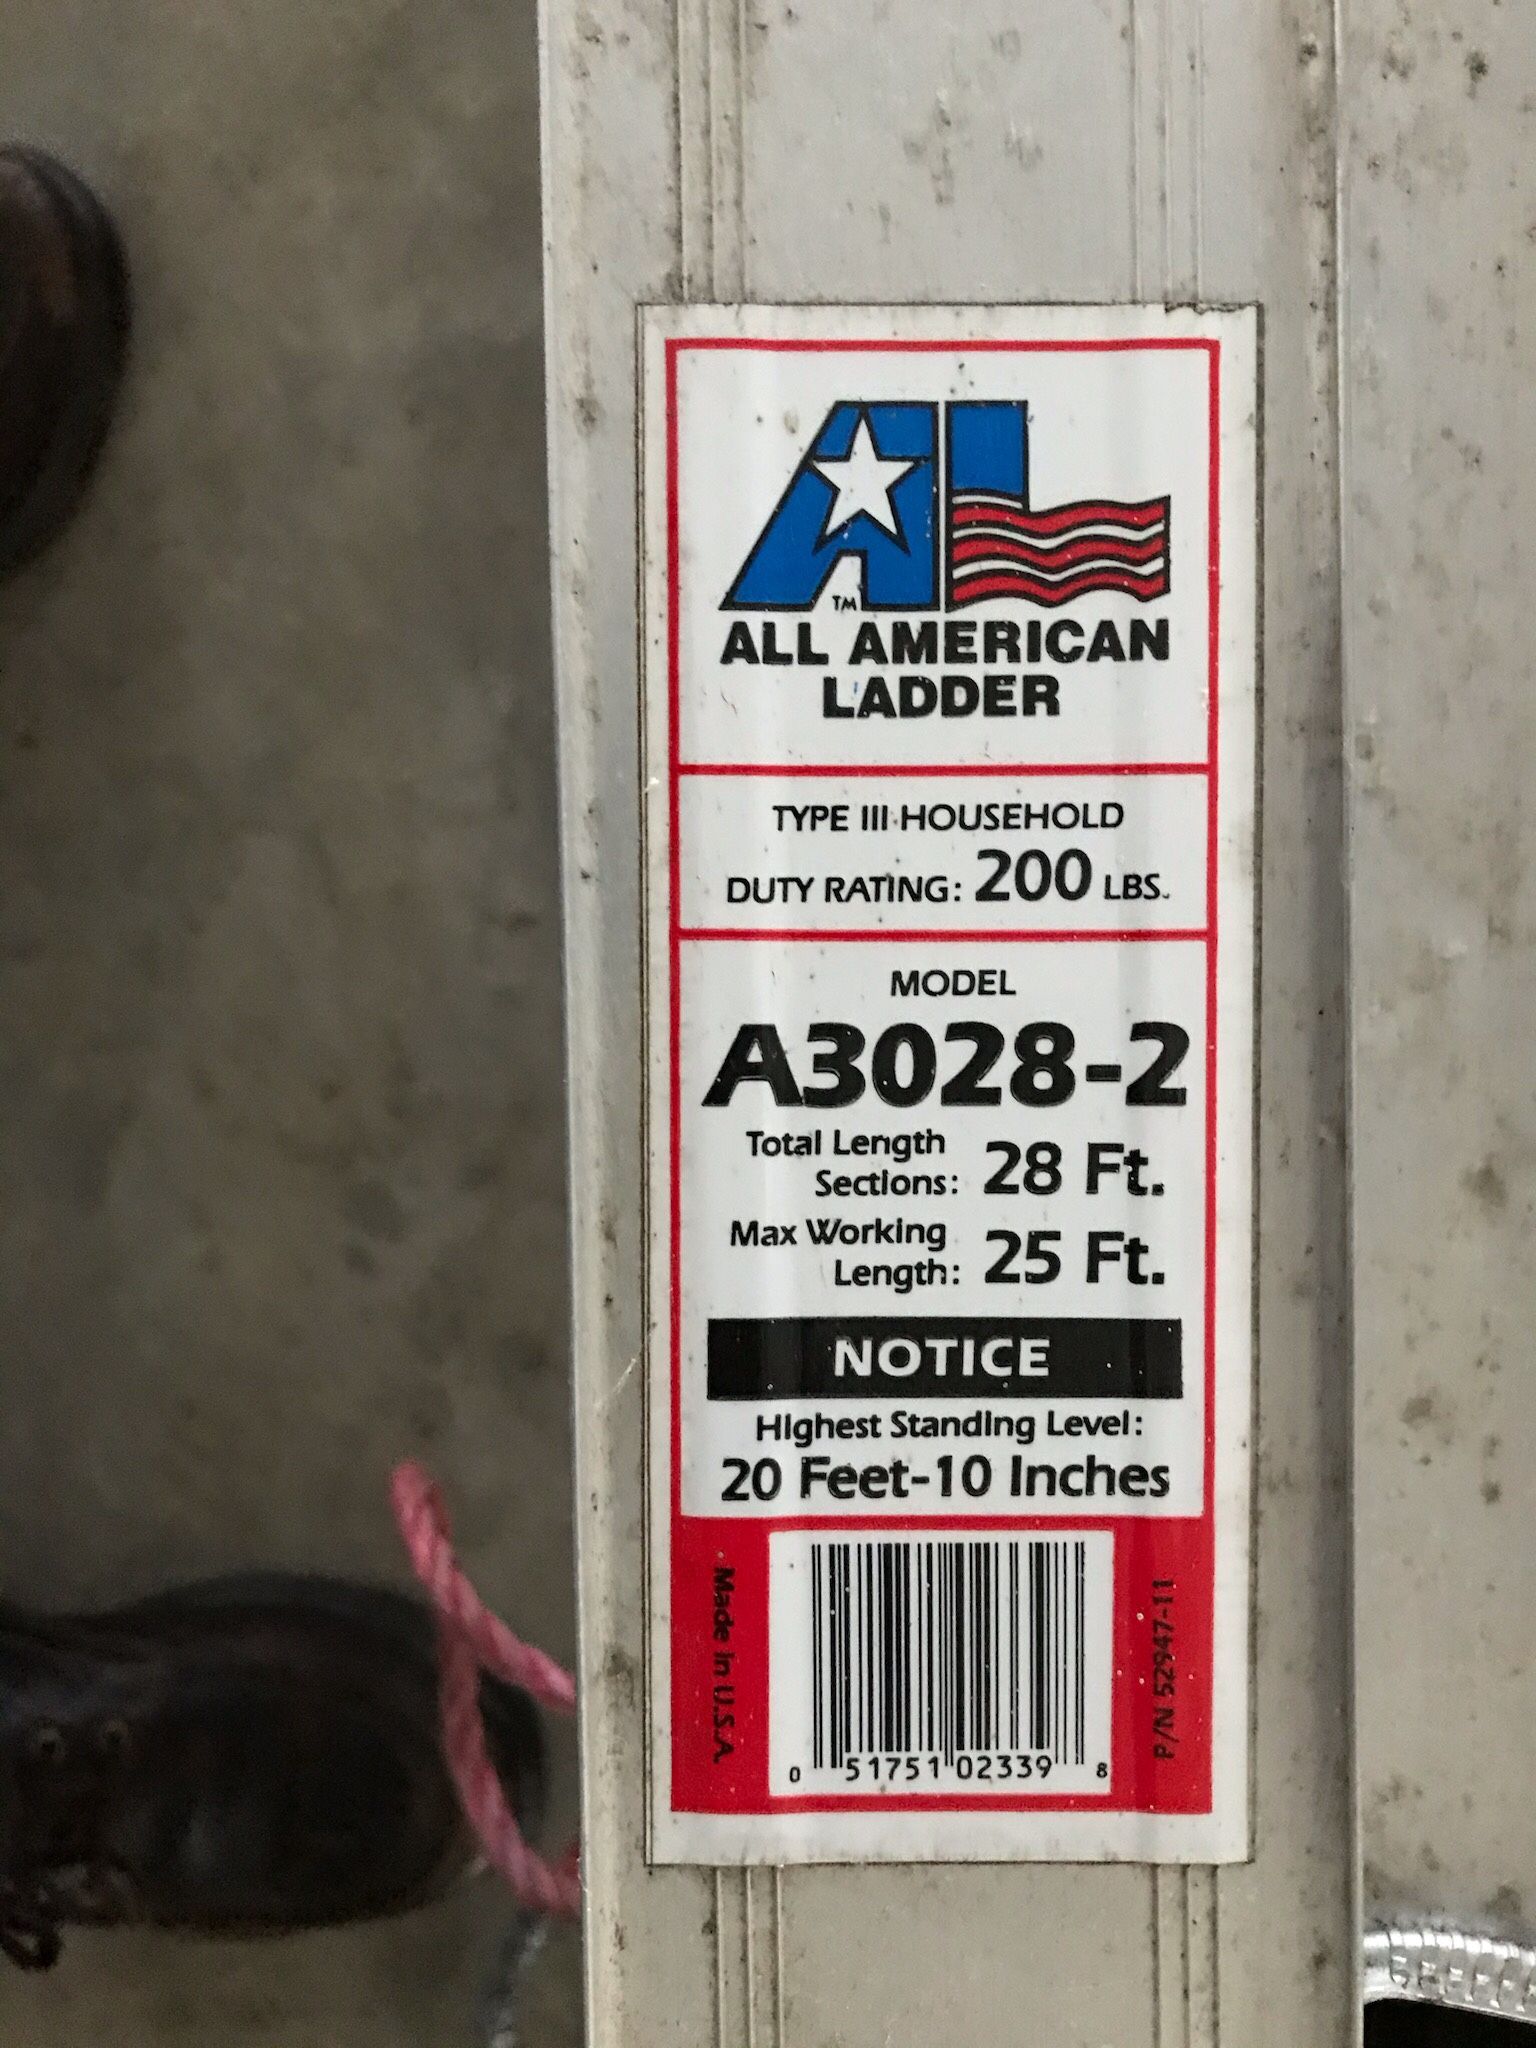 AL
TM
ALL AMERICAN
LADDER
TYPE III HOUSEHOLD
DUTY RATING: 200 LBS.
MODEL
A3028-2
Total Length
Sections: 28 Ft.
Max Working
Length: 25 Ft.
NOTICE
Highest Standing Level:
20 Feet-10 Inches
Made in U.S.A.
P/N 52947-11
0 51751 02339 8